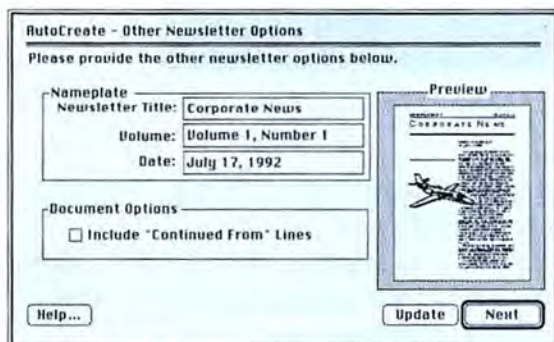 AutoCreate - Other Newsletter Options
Please provide the other newsletter options below.
Nameplate
Newsletter Title: Corporate News
Volume: Volume 1, Number 1
Date: July 17, 1992
Document Options
Include "Continued From" Lines
Preview
CORPORATE NEWS
Help...
Update
Next